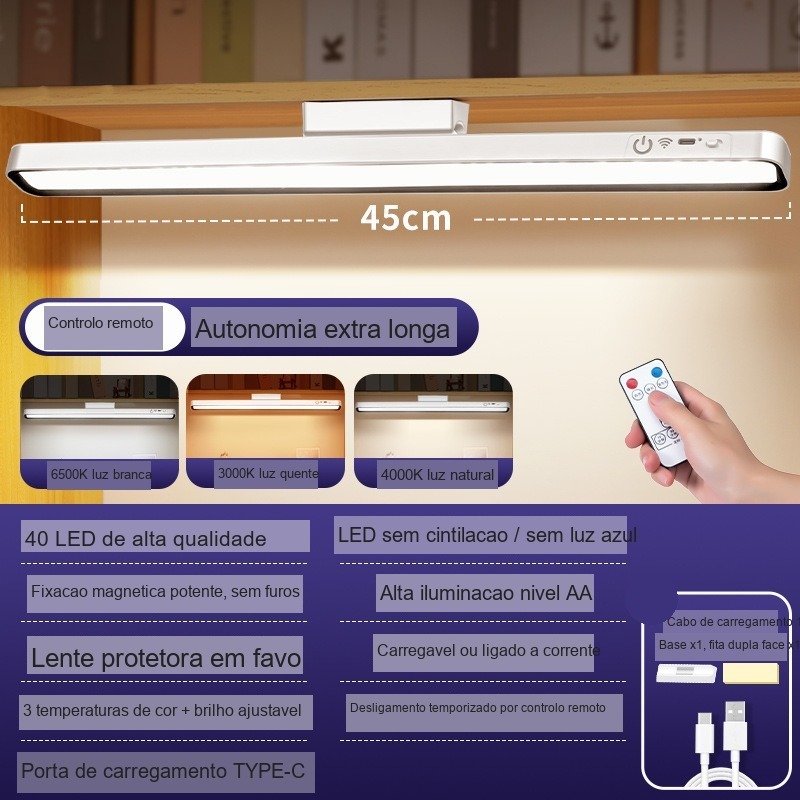 45cm
Controlo remoto
Autonomia extra longa
6500K luz branca
3000K luz quente
4000K luz natural
40 LED de alta qualidade
LED sem cintilacao / sem luz azul
Fixacao magnetica potente, sem furos
Alta iluminacao nivel AA
Lente protetora em favo
Carregavel ou ligado a corrente
3 temperaturas de cor + brilho ajustavel
Desligamento temporizado por controlo remoto
Porta de carregamento TYPE-C
Cabo de carregamento
Base x1, fita dupla face x1